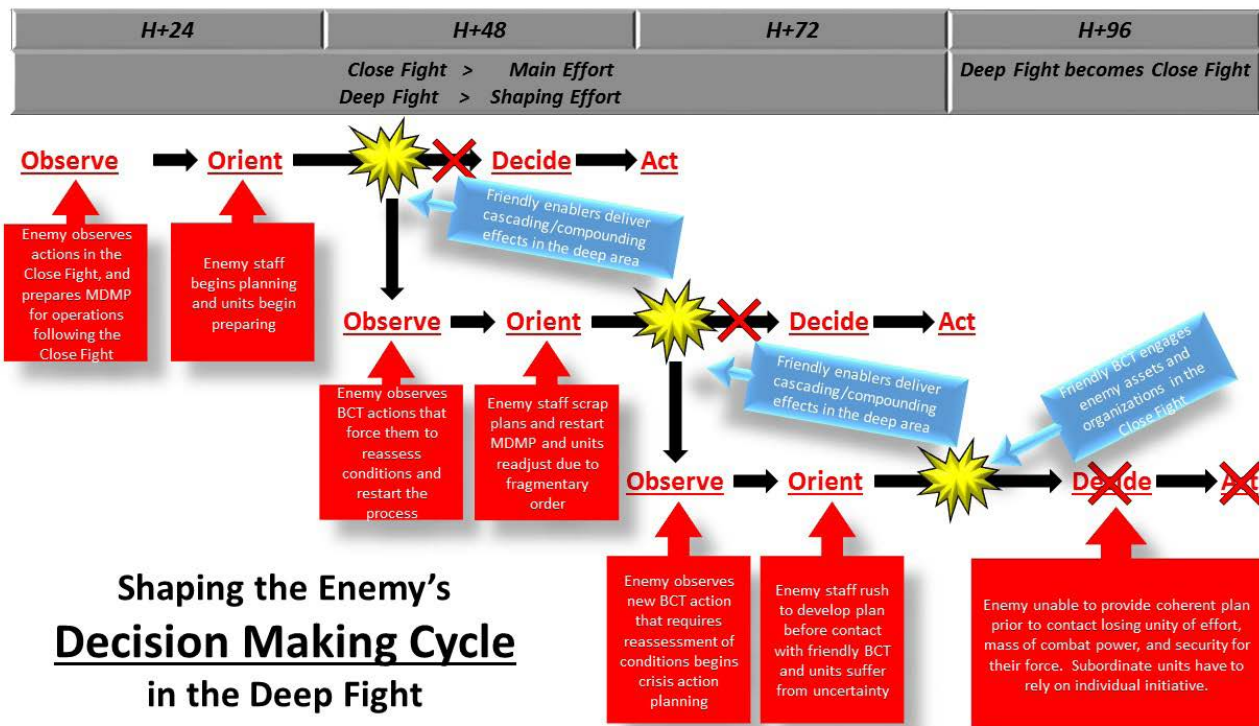 H+24
H+48
H+72
H+96
Close Fight > Main Effort
Deep Fight > Shaping Effort
Deep Fight becomes Close Fight
Observe
Orient
Decide
Act
Enemy observes
actions in the
Close Fight, and
prepares MDMP
for operations
following the
Close Fight
Enemy staff
begins planning
and units begin
preparing
Friendly enablers deliver
cascading/compounding
effects in the deep area
Observe
Orient
Decide
Act
Enemy observes
BCT actions that
force them to
reassess
conditions and
restart the
process
Enemy staff scrap
plans and restart
MDMP and units
readjust due to
fragmentary
order
Friendly enablers deliver
cascading/compounding
effects in the deep area
Friendly BCT engages
enemy assets and
organizations in the
Close Fight
Observe
Orient
Decide
Act
Enemy observes
new BCT action
that requires
reassessment of
conditions begins
crisis action
planning
Enemy staff rush
to develop plan
before contact
with friendly BCT
and units suffer
from uncertainty
Enemy unable to provide coherent plan
prior to contact losing unity of effort,
mass of combat power, and security for
their force. Subordinate units have to
rely on individual initiative.
Shaping the Enemy's
Decision Making Cycle
in the Deep Fight